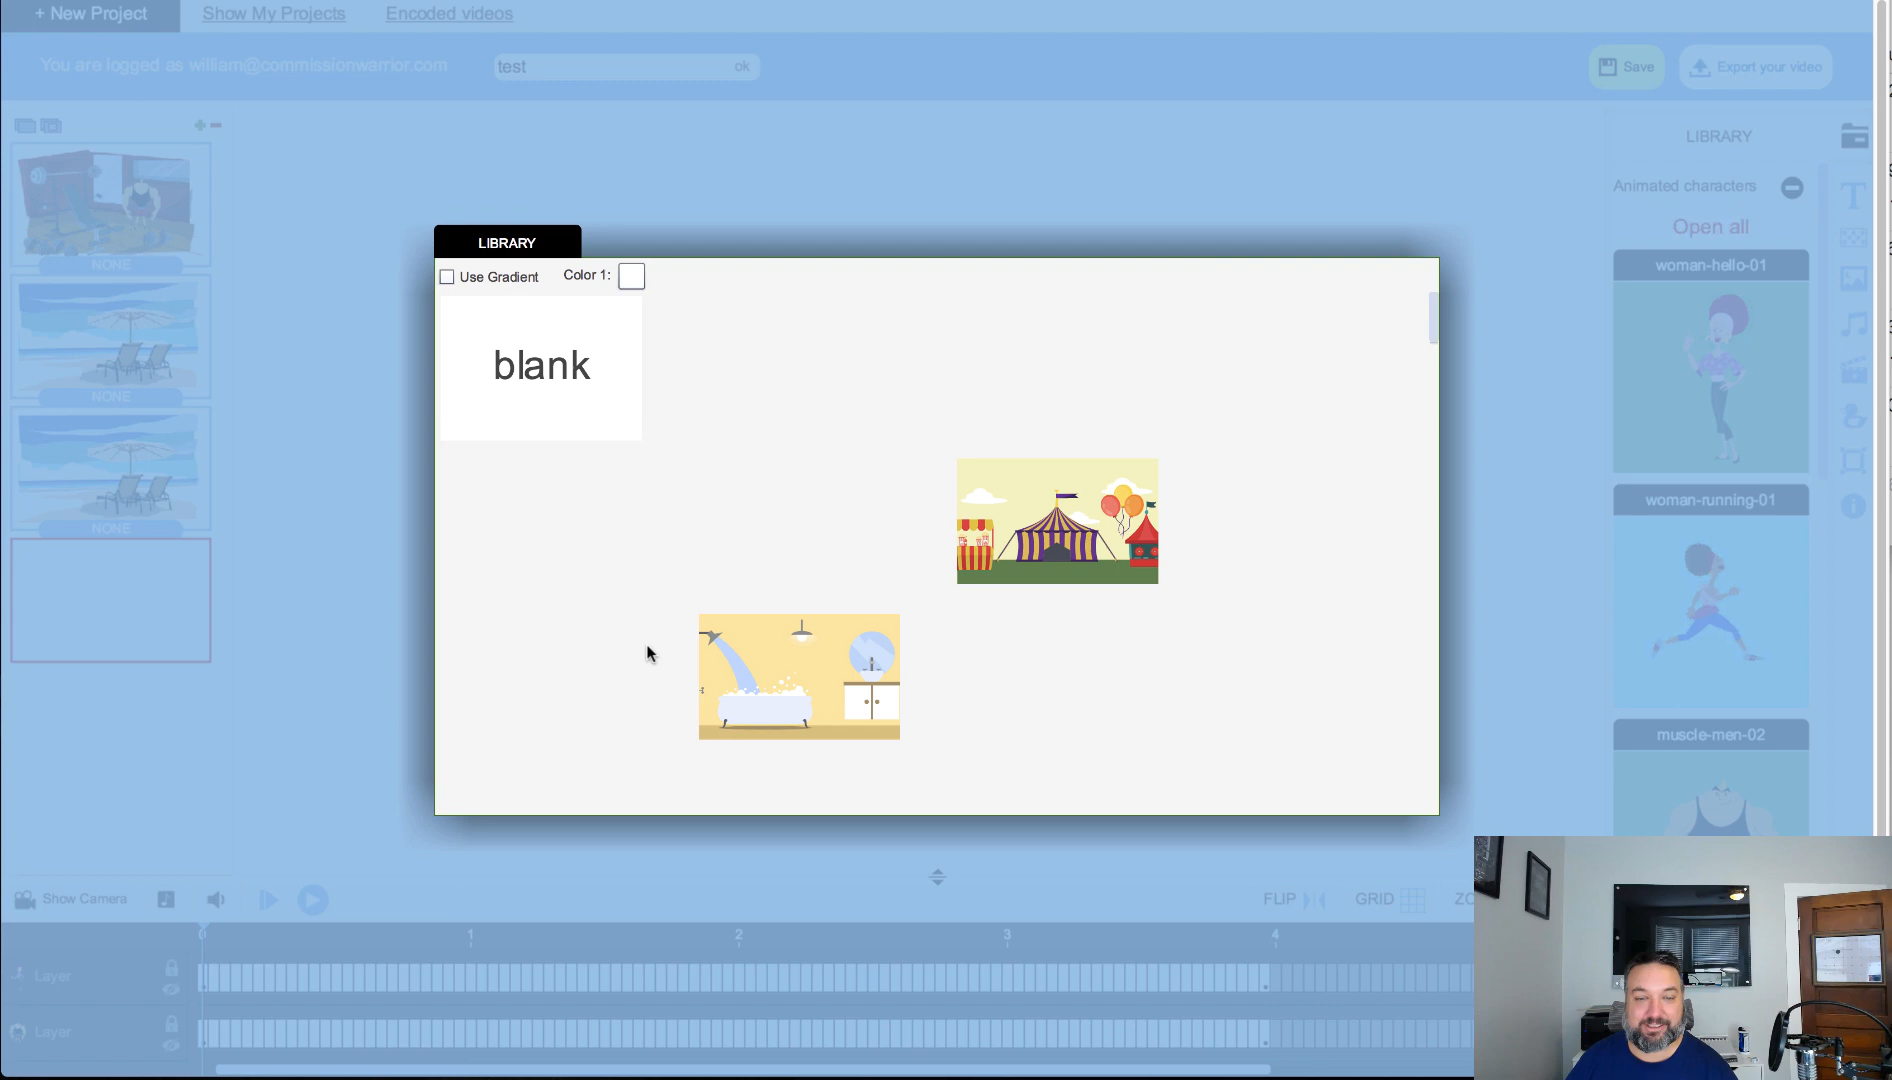 + New Project
Show My Projects
Encoded videos
You are logged as william@commissionwarrior.com
test
ok
Save
Export your video
LIBRARY
Animated characters
Open all
woman-hello-01
woman-running-01
muscle-men-02
NONE
NONE
NONE
LIBRARY
Use Gradient
Color 1:
blank
Show Camera
FLIP
GRID
ZO
0
1
2
3
4
Layer
Layer